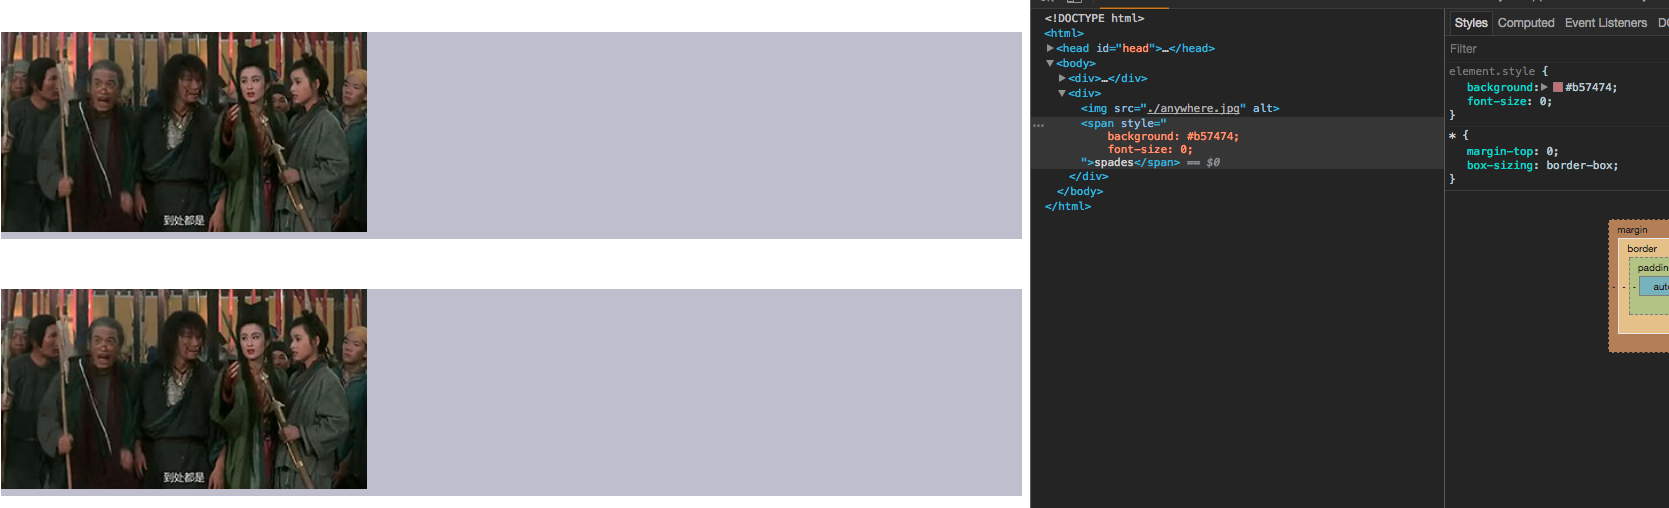 到处都是
到处都是
<!DOCTYPE html>
<html>
▶<head id="head">…</head>
▼<body>
▶<div>…</div>
▼<div>
<img src="./anywhere.jpg" alt>
…
<span style="
background: #b57474;
font-size: 0;
">spades</span> == $0
</div>
</body>
</html>
Styles Computed Event Listeners
Filter
element.style {
background:▶ #b57474;
font-size: 0;
}
* {
margin-top: 0;
box-sizing: border-box;
}
margin
border
- - -